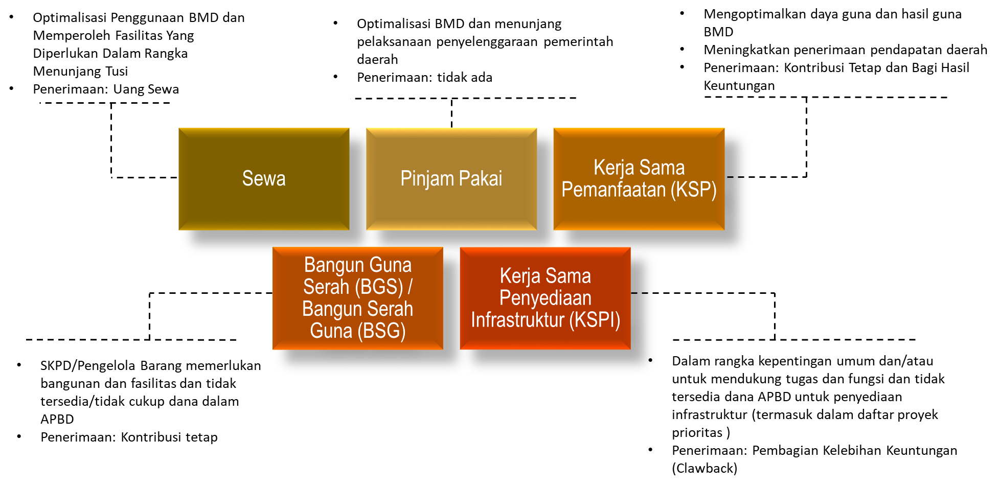 • Optimalisasi Penggunaan BMD dan
Memperoleh Fasilitas Yang
Diperlukan Dalam Rangka
Menunjang Tusi
• Penerimaan: Uang Sewa
• Optimalisasi BMD dan menunjang
pelaksanaan penyelenggaraan pemerintah
daerah
• Penerimaan: tidak ada
• Mengoptimalkan daya guna dan hasil guna
BMD
• Meningkatkan penerimaan pendapatan daerah
• Penerimaan: Kontribusi Tetap dan Bagi Hasil
Keuntungan
Sewa
Pinjam Pakai
Kerja Sama
Pemanfaatan (KSP)
Bangun Guna
Serah (BGS) /
Bangun Serah
Guna (BSG)
Kerja Sama
Penyediaan
Infrastruktur (KSPI)
• SKPD/Pengelola Barang memerlukan
bangunan dan fasilitas dan tidak
tersedia/tidak cukup dana dalam
APBD
• Penerimaan: Kontribusi tetap
• Dalam rangka kepentingan umum dan/atau
untuk mendukung tugas dan fungsi dan tidak
tersedia dana APBD untuk penyediaan
infrastruktur (termasuk dalam daftar proyek
prioritas )
• Penerimaan: Pembagian Kelebihan Keuntungan
(Clawback)